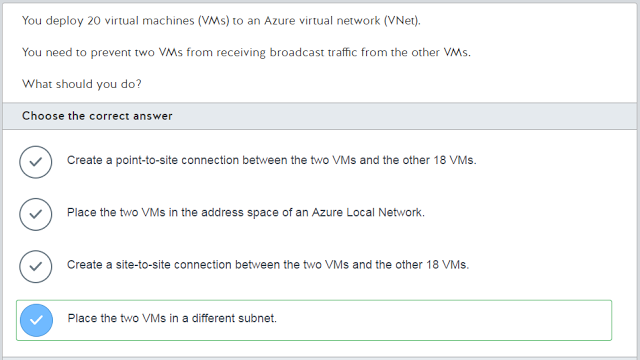 You deploy 20 virtual machines (VMs) to an Azure virtual network (VNet).
You need to prevent two VMs from receiving broadcast traffic from the other VMs.
What should you do?
Choose the correct answer
Create a point-to-site connection between the two VMs and the other 18 VMs.
Place the two VMs in the address space of an Azure Local Network.
Create a site-to-site connection between the two VMs and the other 18 VMs.
Place the two VMs in a different subnet.